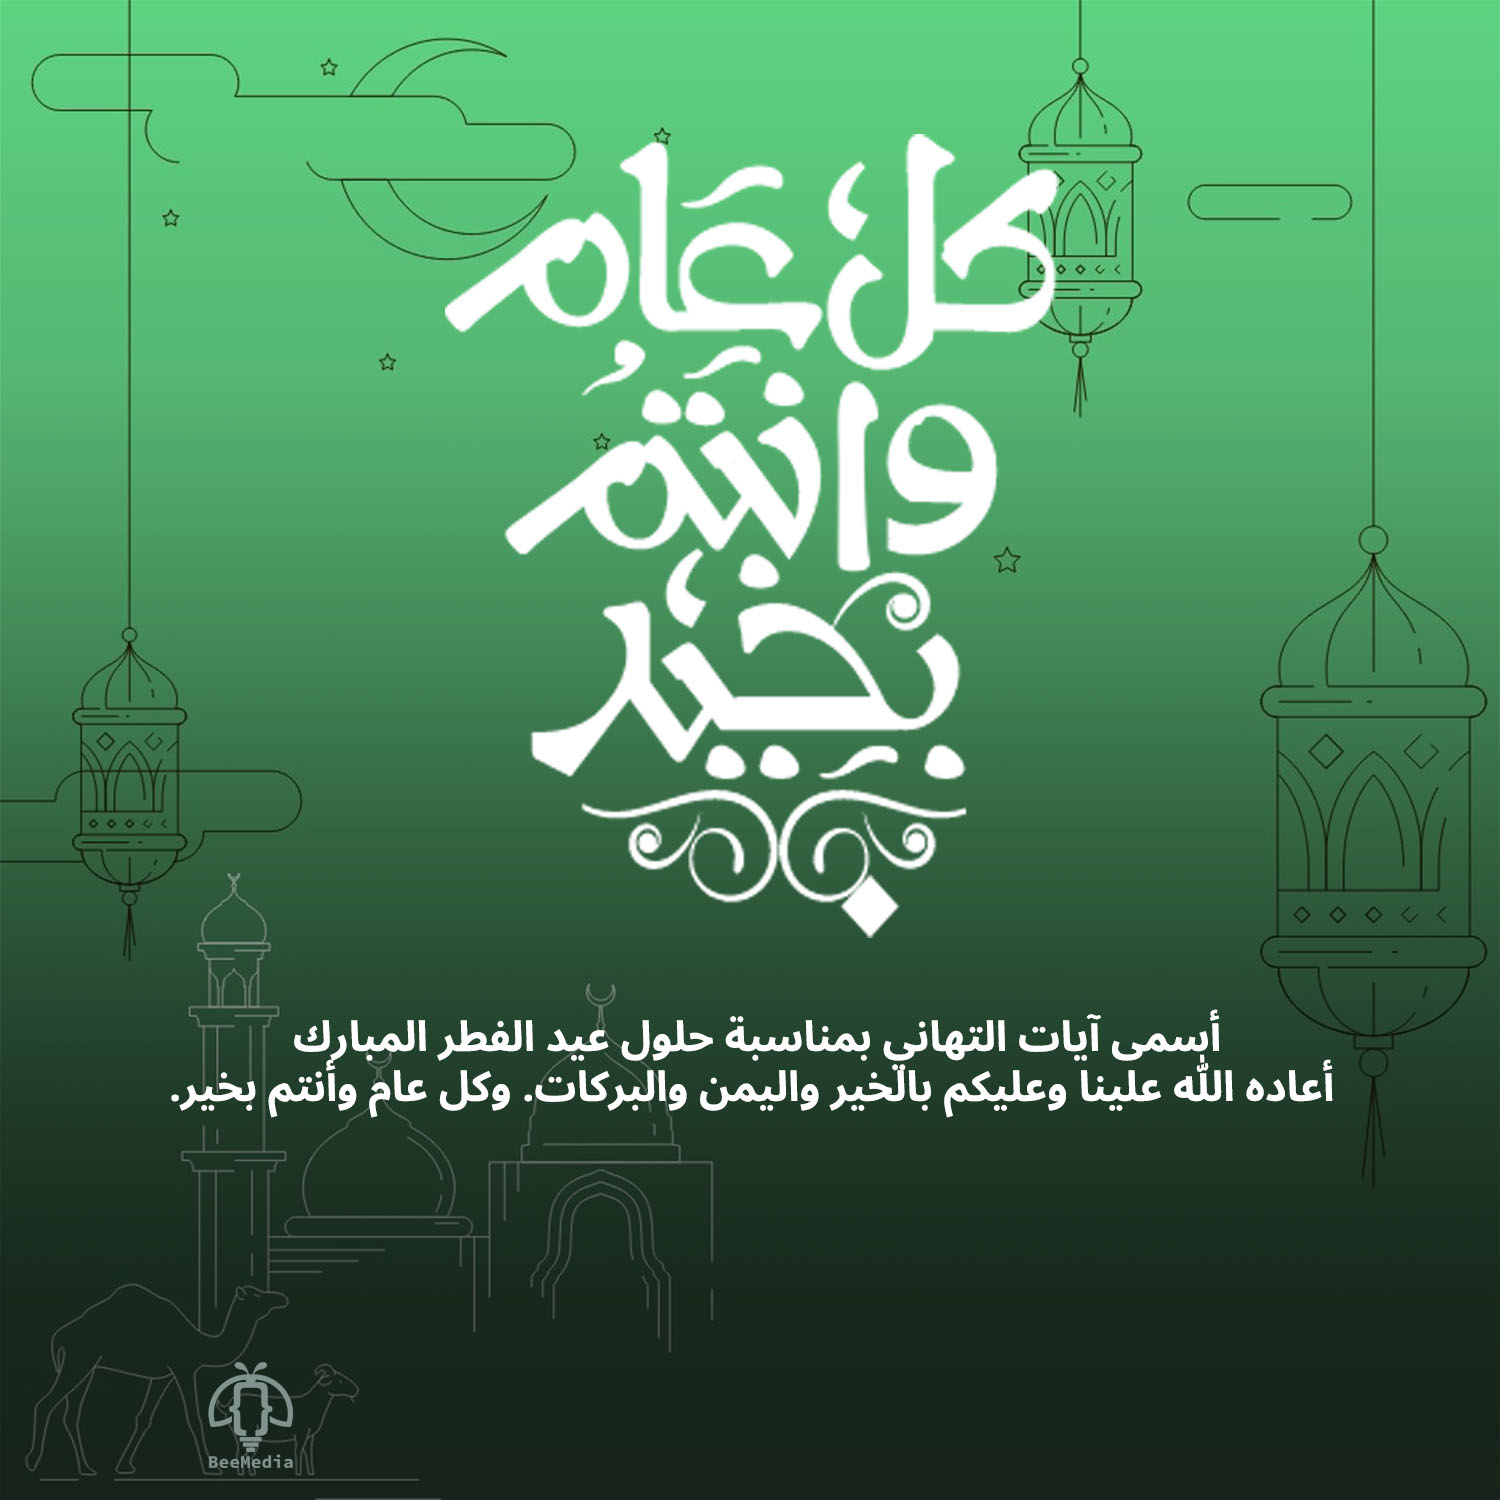 كل عام
وانتم
بخير
أسمى آيات التهاني بمناسبة حلول عيد الفطر المبارك
أعاده الله علينا وعليكم بالخير واليمن والبركات. وكل عام وأنتم بخير.
BeeMedia